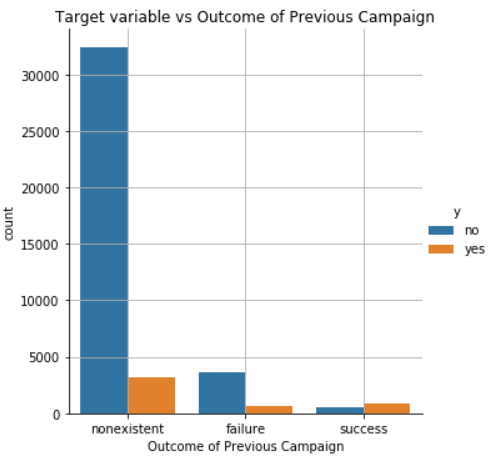 Target variable vs Outcome of Previous Campaign
30000
25000
20000
15000
10000
5000
0
count
nonexistent
failure
success
Outcome of Previous Campaign
y
no
yes